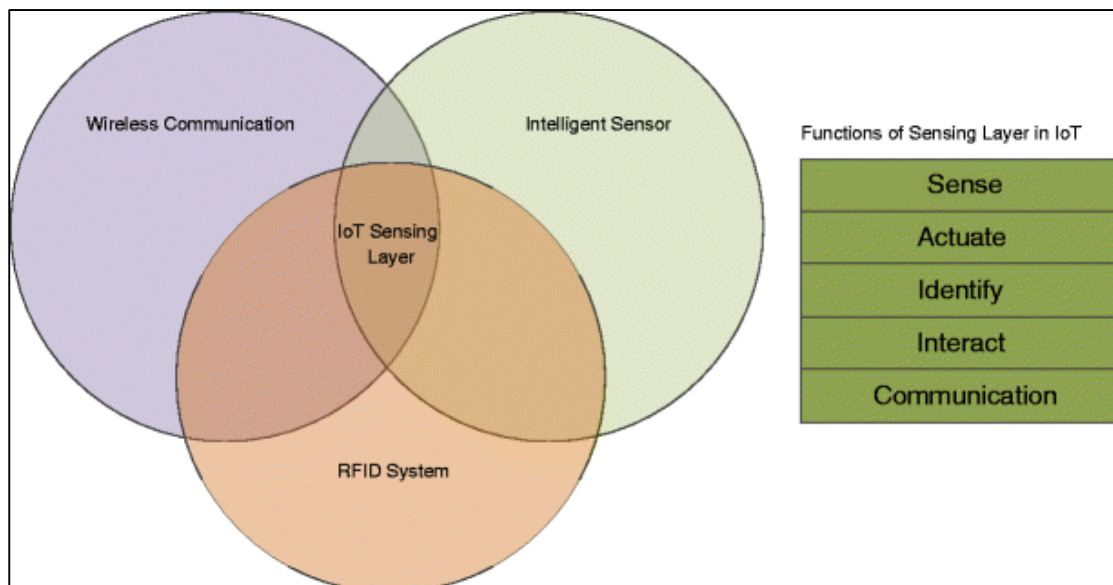 Wireless Communication
Intelligent Sensor
IoT Sensing
Layer
RFID System
Functions of Sensing Layer in IoT
Sense
Actuate
Identify
Interact
Communication